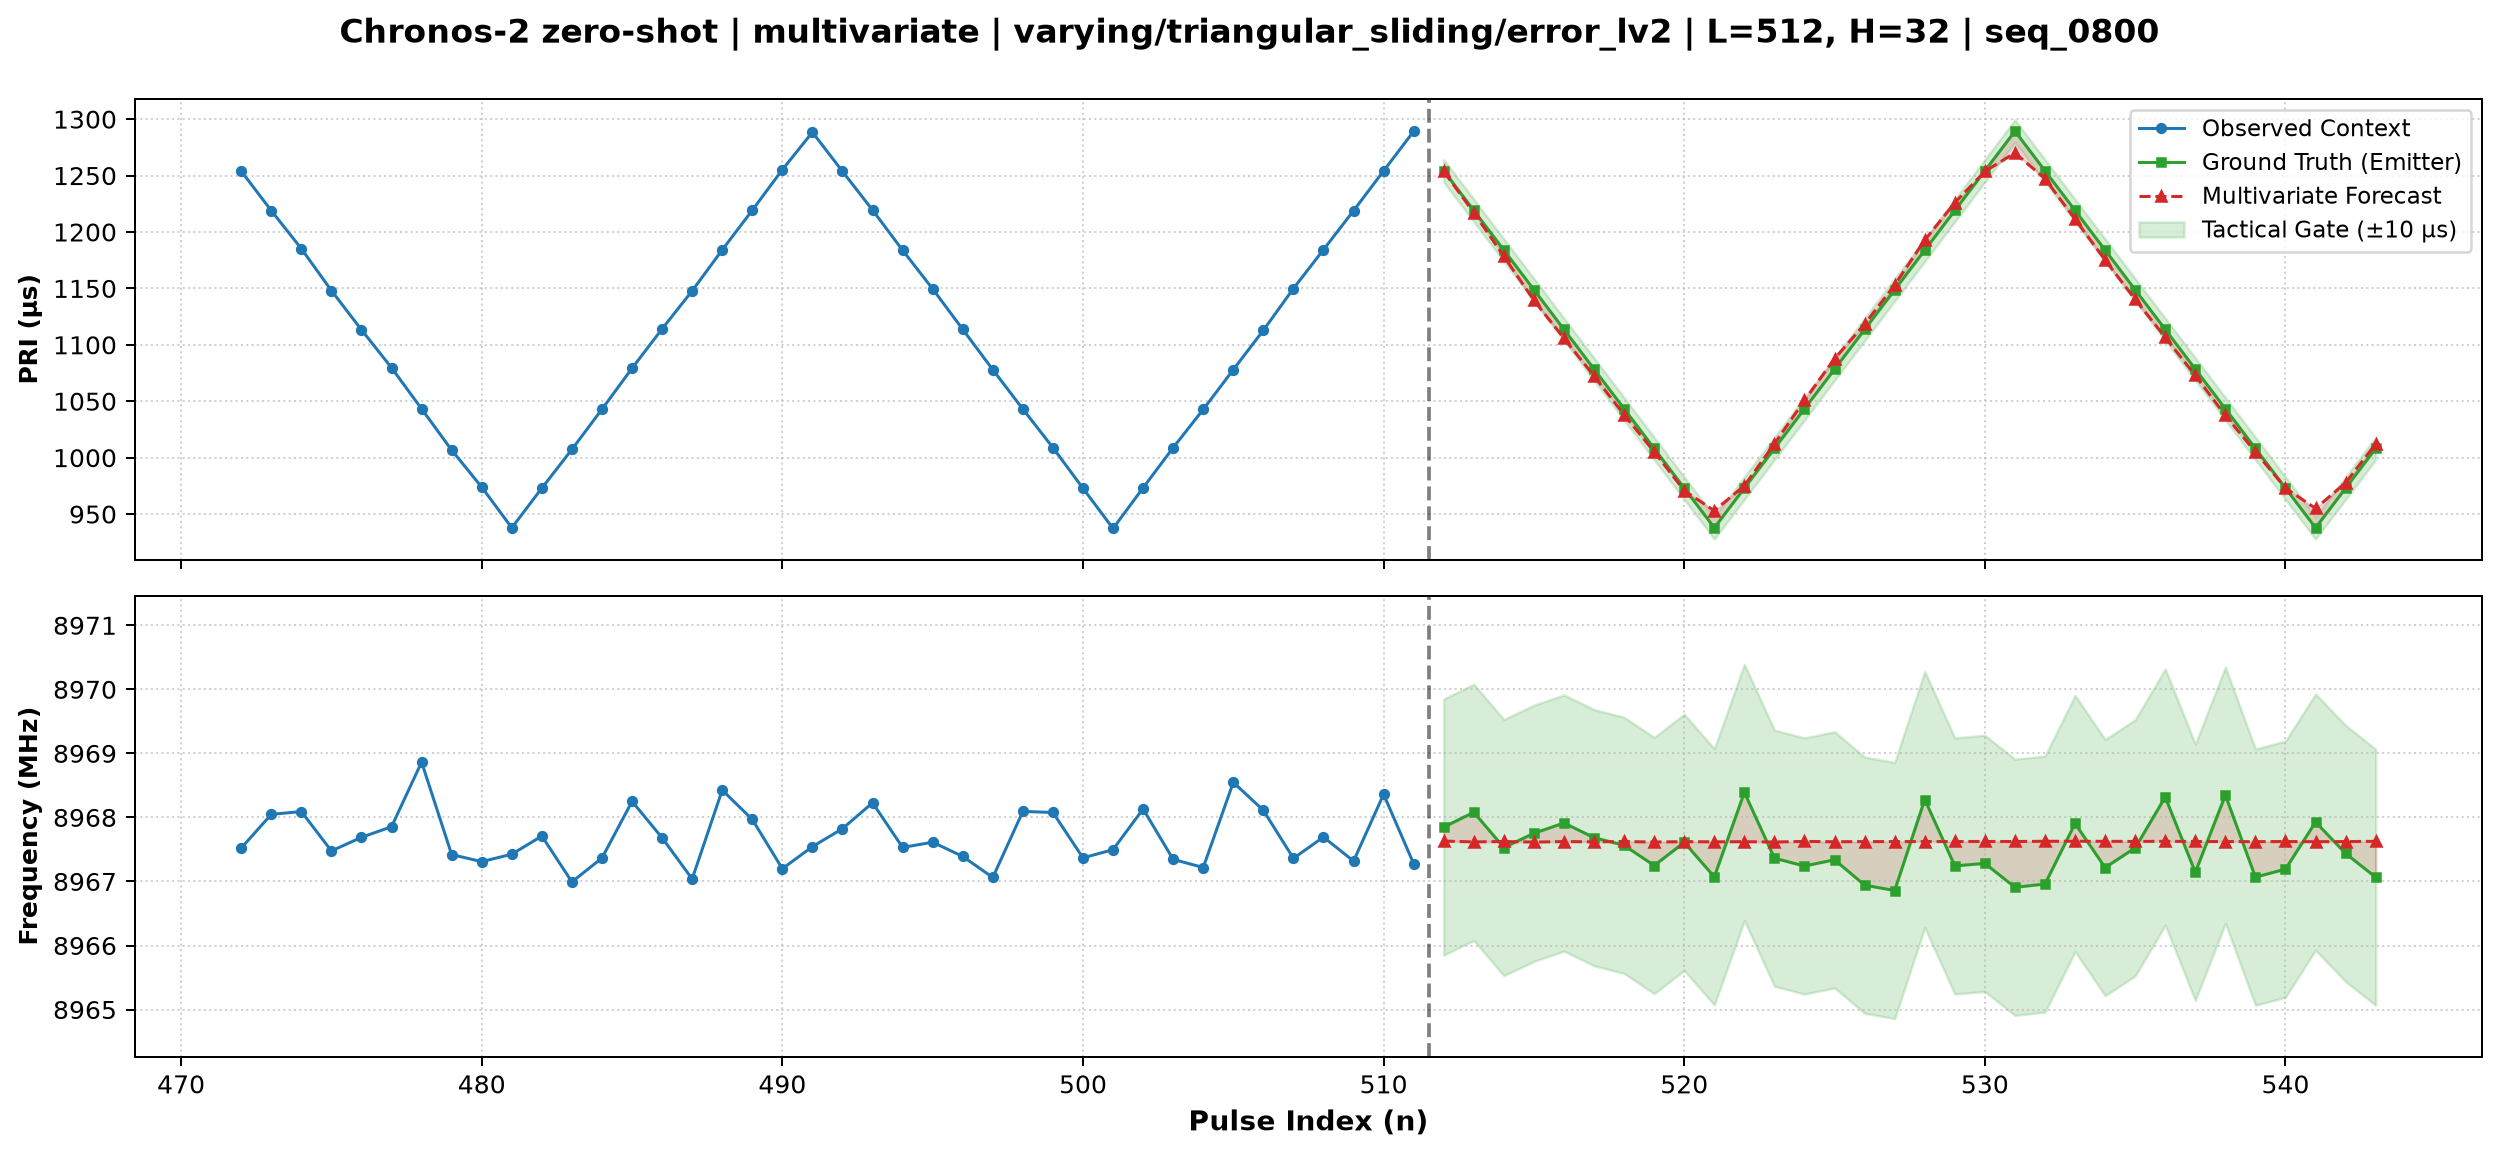 Chronos-2 zero-shot | multivariate | varying/triangular_sliding/error_lv2 | L=512, H=32 | seq_0800
PRI (µs)
1300
1250
1200
1150
1100
1050
1000
950
Observed Context
Ground Truth (Emitter)
Multivariate Forecast
Tactical Gate (±10 µs)
Frequency (MHz)
8971
8970
8969
8968
8967
8966
8965
470 480 490 500 510 520 530 540
Pulse Index (n)